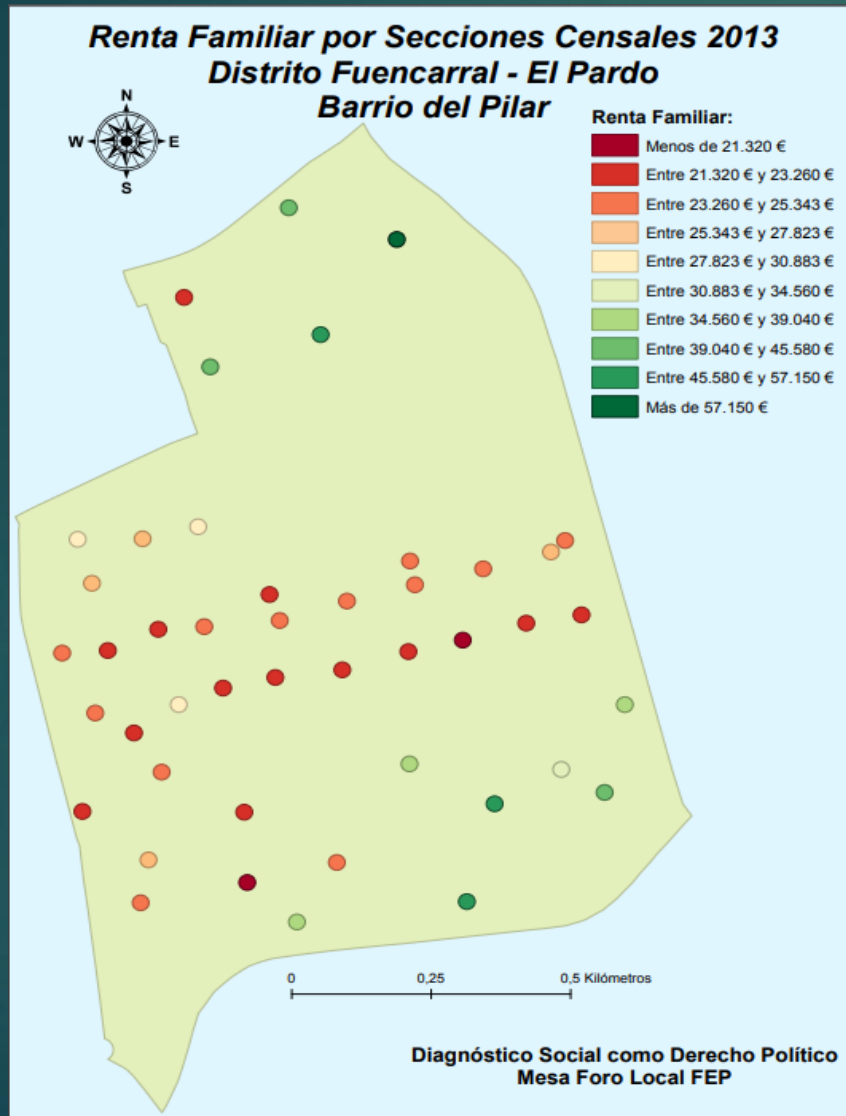 Renta Familiar por Secciones Censales 2013
Distrito Fuencarral - El Pardo
Barrio del Pilar
N
W
E
S
Renta Familiar:
Menos de 21.320 €
Entre 21.320 € y 23.260 €
Entre 23.260 € y 25.343 €
Entre 25.343 € y 27.823 €
Entre 27.823 € y 30.883 €
Entre 30.883 € y 34.560 €
Entre 34.560 € y 39.040 €
Entre 39.040 € y 45.580 €
Entre 45.580 € y 57.150 €
Más de 57.150 €
0 0,25 0,5 Kilómetros
Diagnóstico Social como Derecho Político
Mesa Foro Local FEP